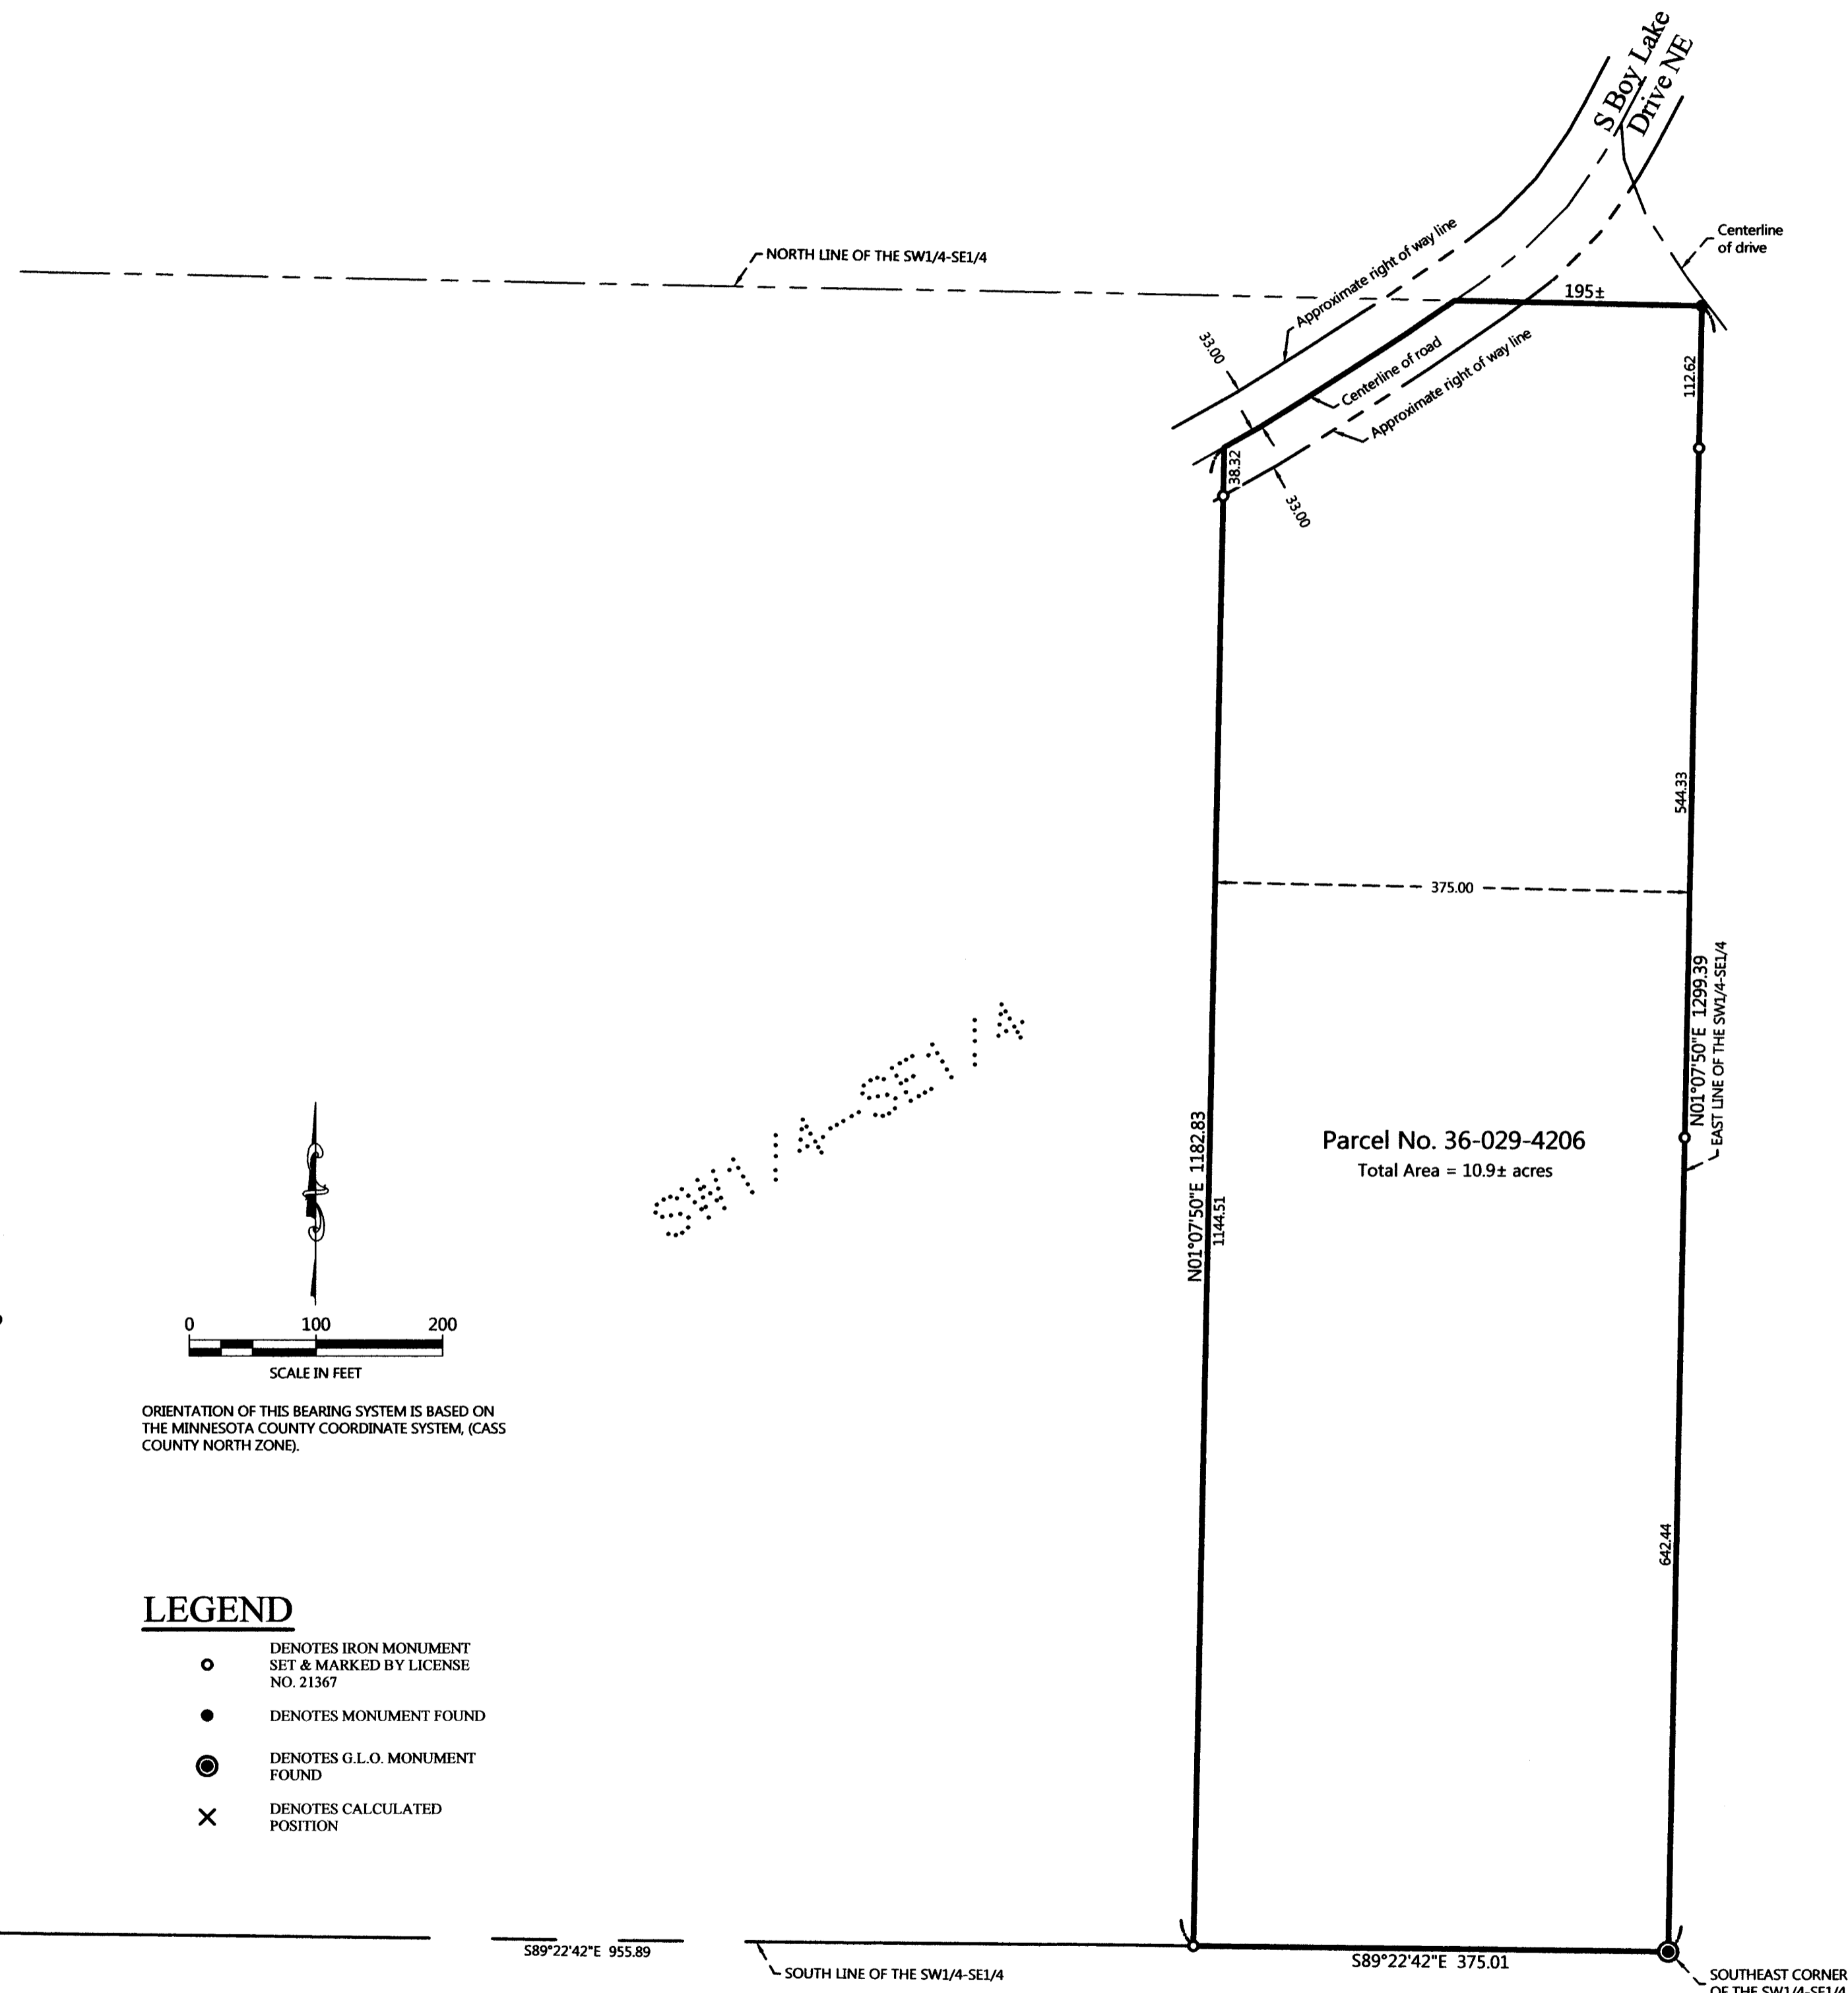 S Boy Lake
Drive NE
Centerline
of drive
NORTH LINE OF THE SW1/4-SE1/4
Approximate right of way line
195±
33.00
Centerline of road
Approximate right of way line
112.62
38.32
33.00
544.33
375.00
N01°07'50"E 1299.39
EAST LINE OF THE SW1/4-SE1/4
SW1/4-SE1/4
Parcel No. 36-029-4206
Total Area = 10.9± acres
N01°07'50"E 1182.83
1144.51
0 100 200
SCALE IN FEET
ORIENTATION OF THIS BEARING SYSTEM IS BASED ON
THE MINNESOTA COUNTY COORDINATE SYSTEM, (CASS
COUNTY NORTH ZONE).
642.44
LEGEND
DENOTES IRON MONUMENT
SET & MARKED BY LICENSE
NO. 21367
DENOTES MONUMENT FOUND
DENOTES G.L.O. MONUMENT
FOUND
DENOTES CALCULATED
POSITION
S89°22'42"E 955.89
SOUTH LINE OF THE SW1/4-SE1/4
S89°22'42"E 375.01
SOUTHEAST CORNER
OF THE SW1/4-SE1/4